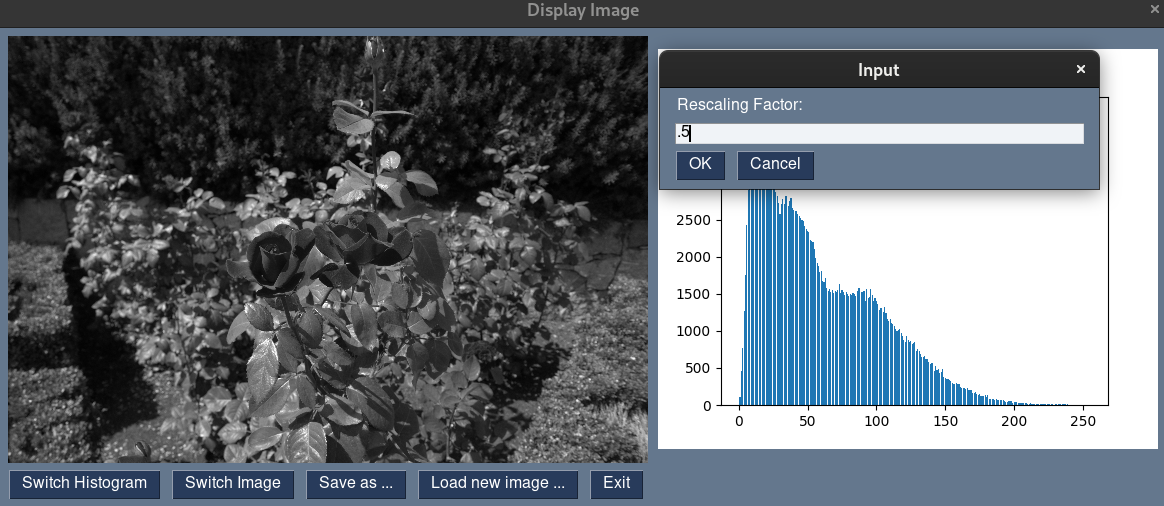 Display Image
×
Input
×
Rescaling Factor:
.5
OK
Cancel
2500
2000
1500
1000
500
0
0 50 100 150 200 250
Switch Histogram
Switch Image
Save as ...
Load new image ...
Exit